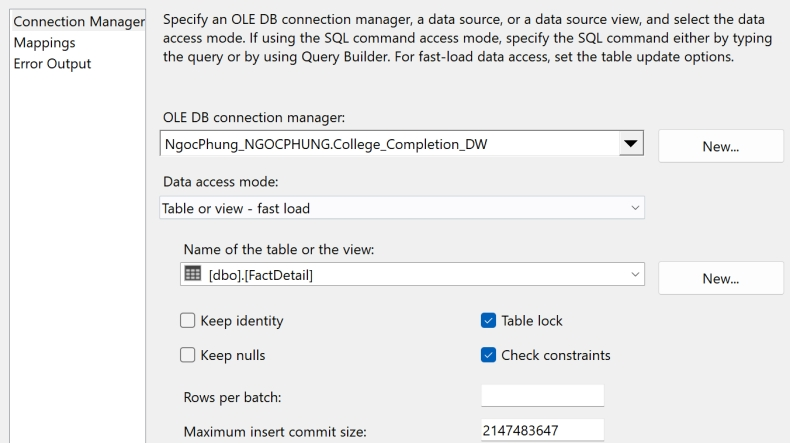 Connection Manager
Mappings
Error Output
Specify an OLE DB connection manager, a data source, or a data source view, and select the data
access mode. If using the SQL command access mode, specify the SQL command either by typing
the query or by using Query Builder. For fast-load data access, set the table update options.
OLE DB connection manager:
NgocPhung_NGOCPHUNG.College_Completion_DW
New...
Data access mode:
Table or view - fast load
Name of the table or the view:
[dbo].[FactDetail]
New...
Keep identity
Table lock
Keep nulls
Check constraints
Rows per batch:
Maximum insert commit size:
2147483647